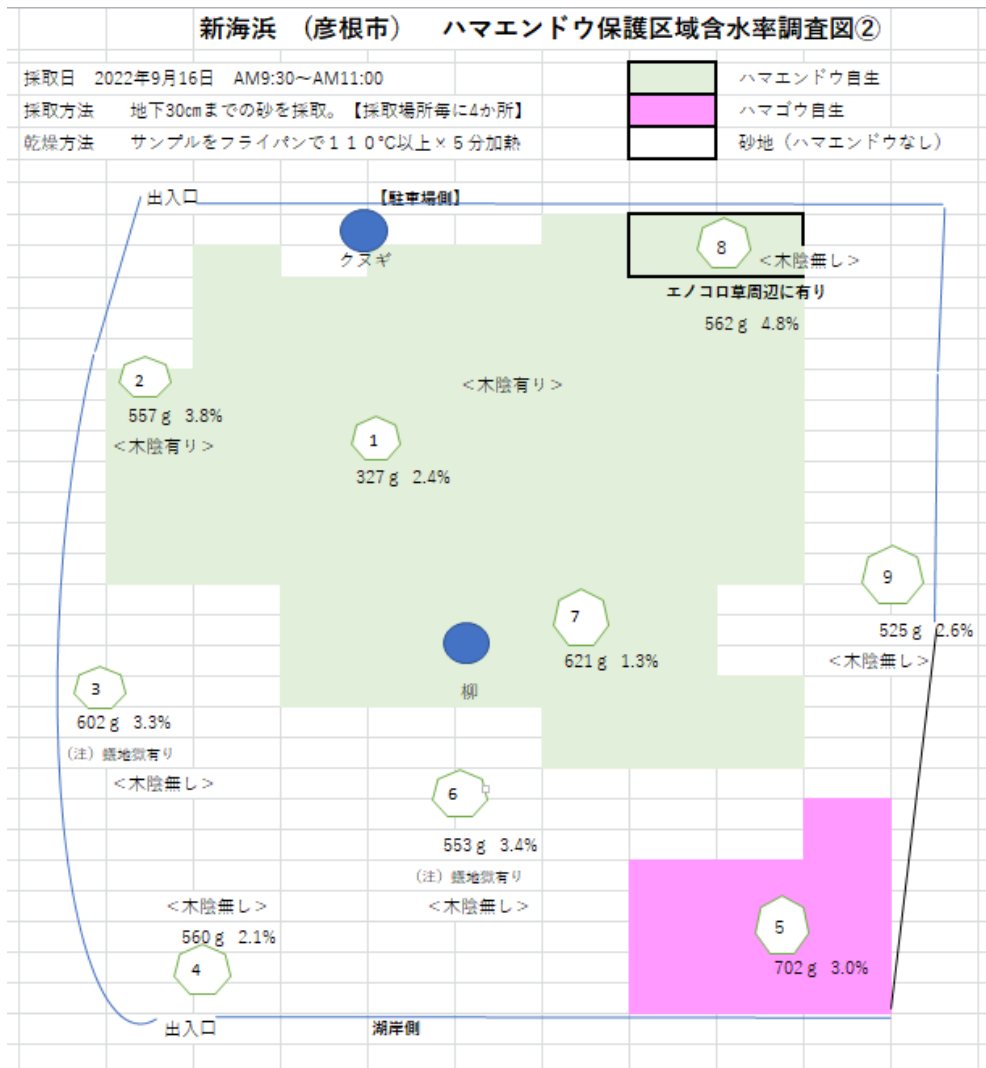 新海浜　(彦根市)　ハマエンドウ保護区域含水率調査図②
採取日　2022年9月16日　AM9:30～AM11:00
採取方法　地下30㎝までの砂を採取。【採取場所毎に4か所】
乾燥方法　サンプルをフライパンで１１０℃以上×５分加熱
ハマエンドウ自生
ハマゴウ自生
砂地（ハマエンドウなし）
出入口
【駐車場側】
クヌギ
8
＜木陰無し＞
エノコロ草周辺に有り
562ｇ 4.8%
2
557ｇ 3.8%
＜木陰有り＞
＜木陰有り＞
1
327ｇ 2.4%
9
525ｇ 2.6%
＜木陰無し＞
7
621ｇ 1.3%
柳
3
602ｇ 3.3%
（注）蟻地獄有り
＜木陰無し＞
6
553ｇ 3.4%
（注）蟻地獄有り
＜木陰無し＞
＜木陰無し＞
560ｇ 2.1%
4
5
702ｇ 3.0%
出入口
湖岸側